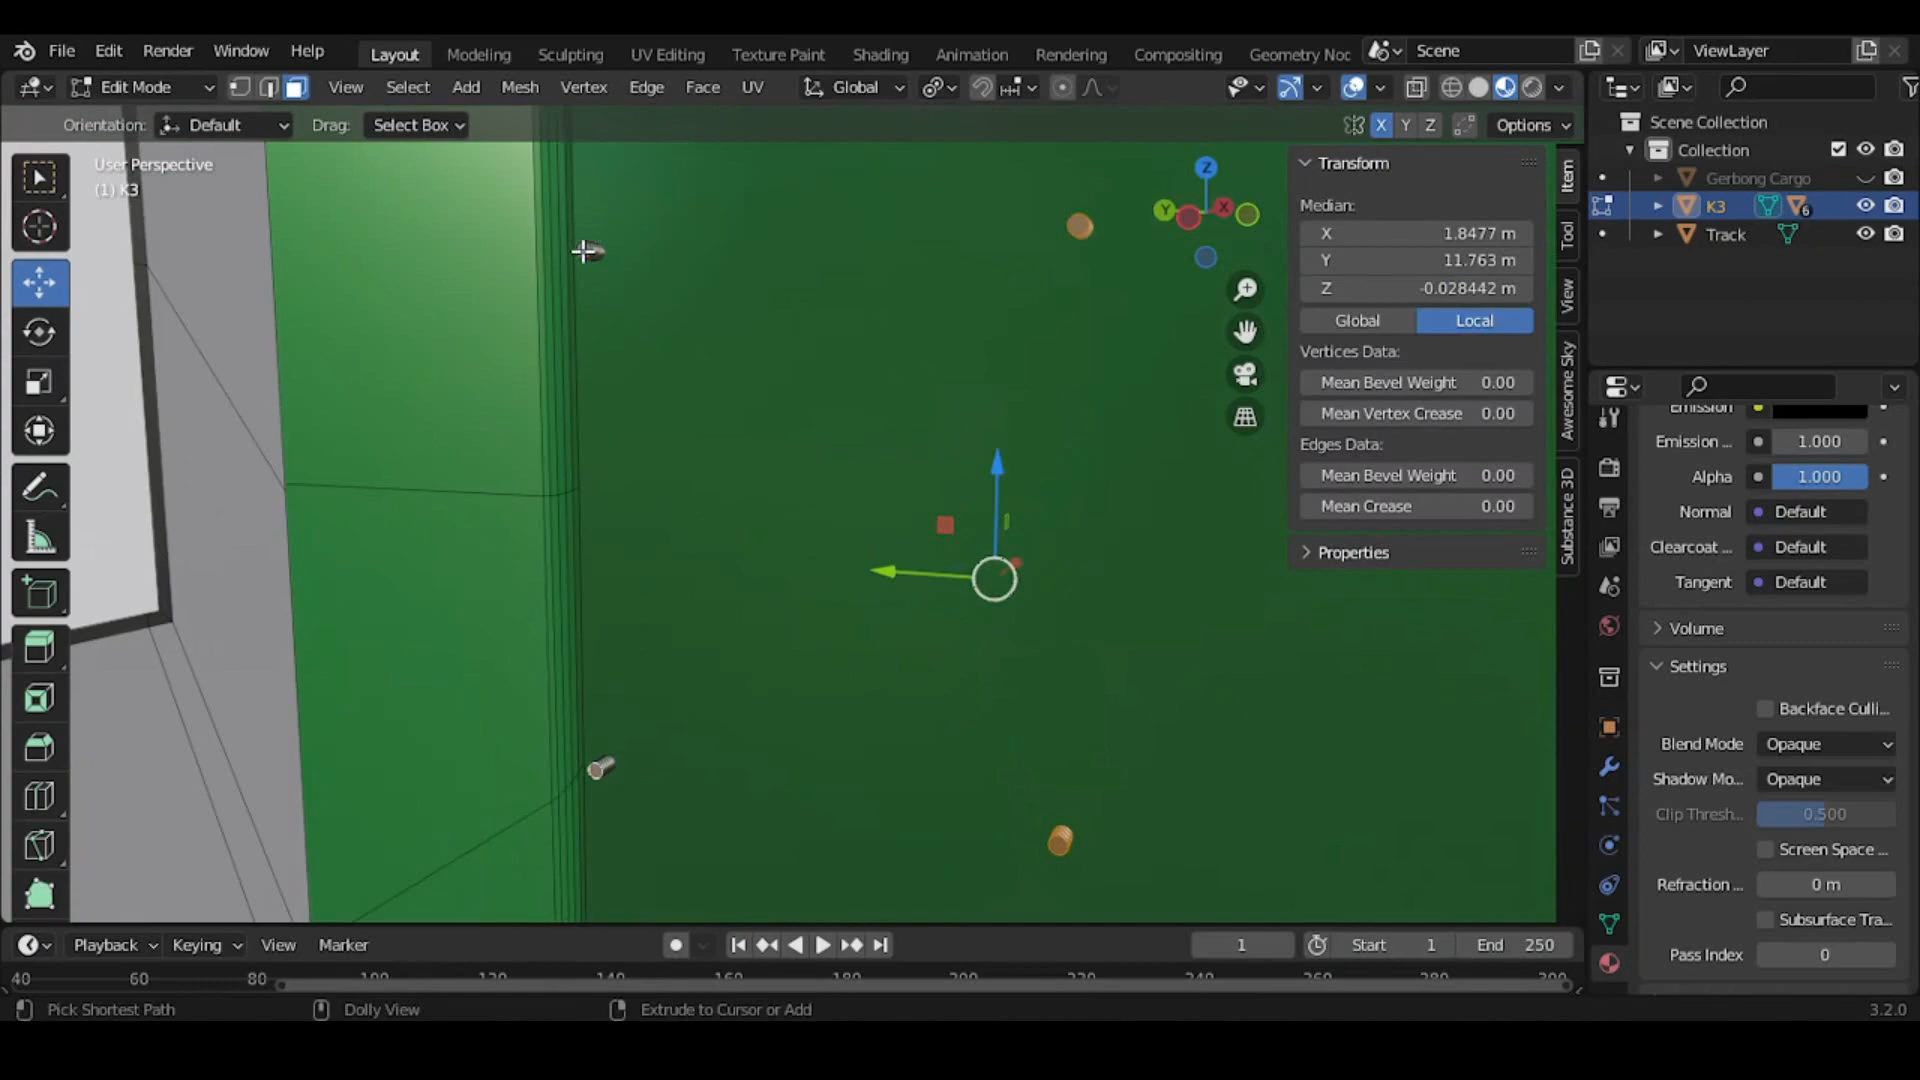 File Edit Render Window Help Layout Modeling Sculpting UV Editing Texture Paint Shading Animation Rendering Compositing Geometry Noc Scene ViewLayer
Edit Mode View Select Add Mesh Vertex Edge Face UV Global
Orientation: Default Drag: Select Box X Y Z Options
User Perspective
(1) K3
Z
Y
X
Transform
Median:
X 1.8477 m
Y 11.763 m
Z -0.028442 m
Global Local
Vertices Data:
Mean Bevel Weight 0.00
Mean Vertex Crease 0.00
Edges Data:
Mean Bevel Weight 0.00
Mean Crease 0.00
Properties
Item
Tool
View
Awesome Sky
Substance 3D
Scene Collection
Collection
Gerbong Cargo
K3 6
Track
Emission
Emission ... 1.000
Alpha 1.000
Normal Default
Clearcoat ... Default
Tangent Default
Volume
Settings
Backface Culli...
Blend Mode Opaque
Shadow Mo... Opaque
Clip Thresh... 0.500
Screen Space ...
Refraction ... 0 m
Subsurface Tra...
Pass Index 0
Playback Keying View Marker 1 Start 1 End 250
40 60 80 100 120 140 160 180 200 220 240 260 280 300
Pick Shortest Path Dolly View Extrude to Cursor or Add 3.2.0